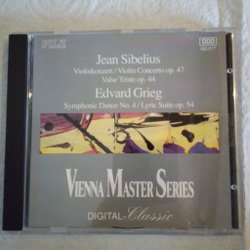 DDD
Jean Sibelius
Violinkonzert / Violin Concerto op. 47
Valse Triste op. 44
Edvard Grieg
Symphonic Dance No. 4 / Lyric Suite op. 54
VIENNA MASTER SERIES
DIGITAL-Classic